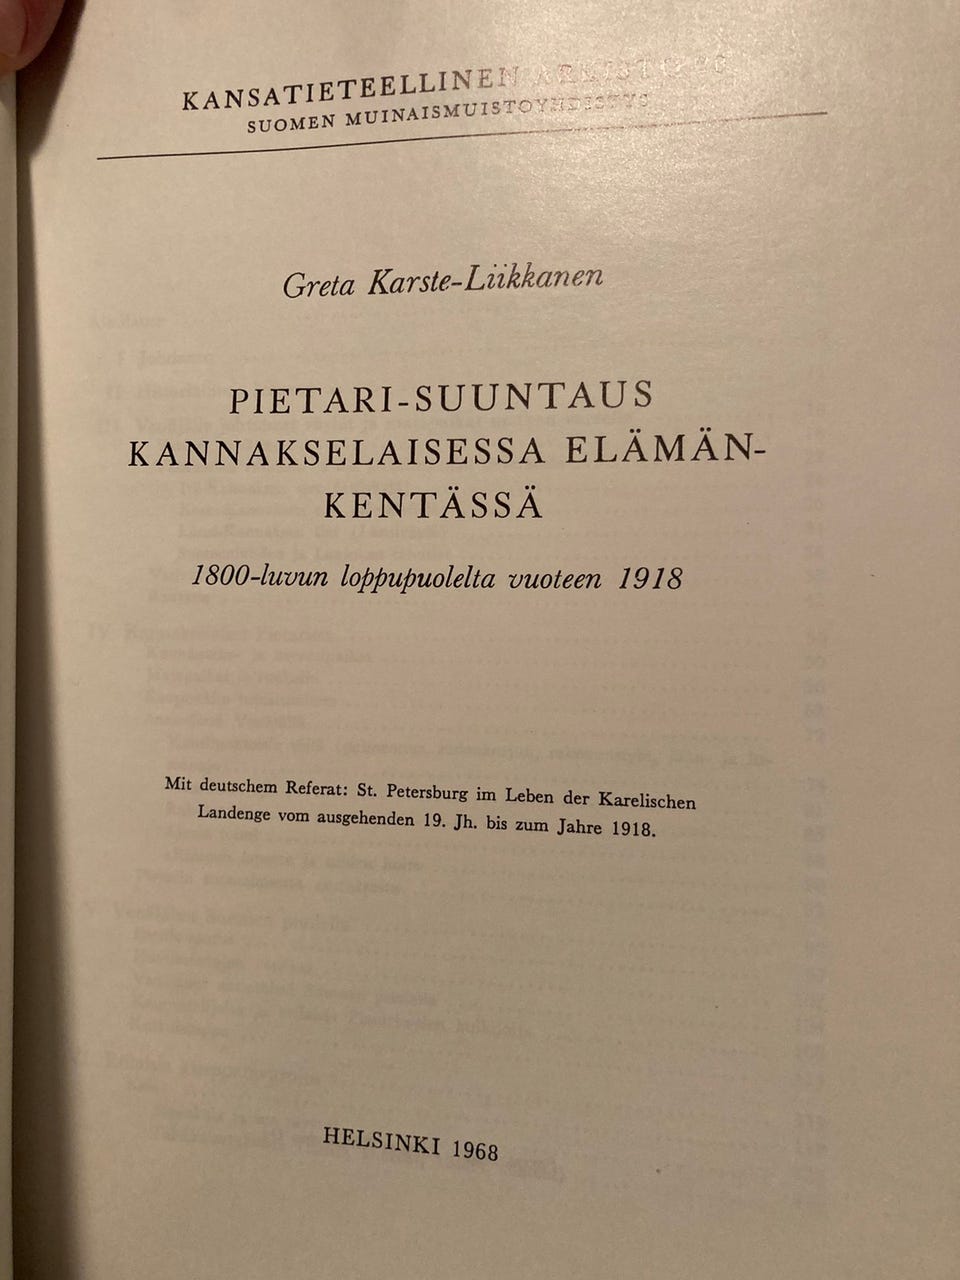 KANSATIETEELLINEN ARKISTO
SUOMEN MUINAISMUISTOYHDISTYS
Greta Karste-Liikkanen
PIETARI-SUUNTAUS
KANNAKSELAISESSA ELÄMÄN-
KENTÄSSÄ
1800-luvun loppupuolelta vuoteen 1918
Mit deutschem Referat: St. Petersburg im Leben der Karelischen
Landenge vom ausgehenden 19. Jh. bis zum Jahre 1918.
HELSINKI 1968